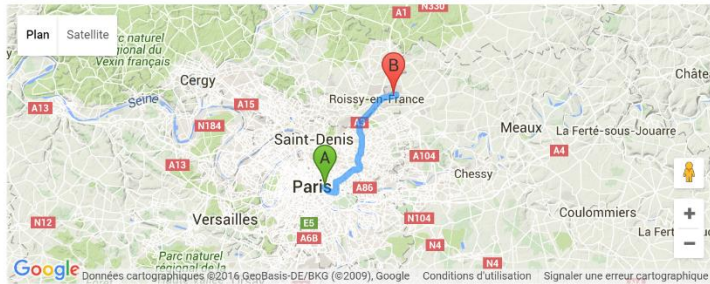 A1
N330
Plan Satellite
Parc naturel
régional du
Vexin français
Cergy
B
Roissy-en-France
A13
Seine
A15
N184
A3
Meaux
La Ferté-sous-Jouarre
Saint-Denis
A
A13
A104
A4
Chessy
Paris
A86
Versailles
N12
E5
N104
Coulommiers
A6B
N4
N4
Parc naturel
+
−
Google
Données cartographiques ©2016 GeoBasis-DE/BKG (©2009), Google Conditions d'utilisation Signaler une erreur cartographique